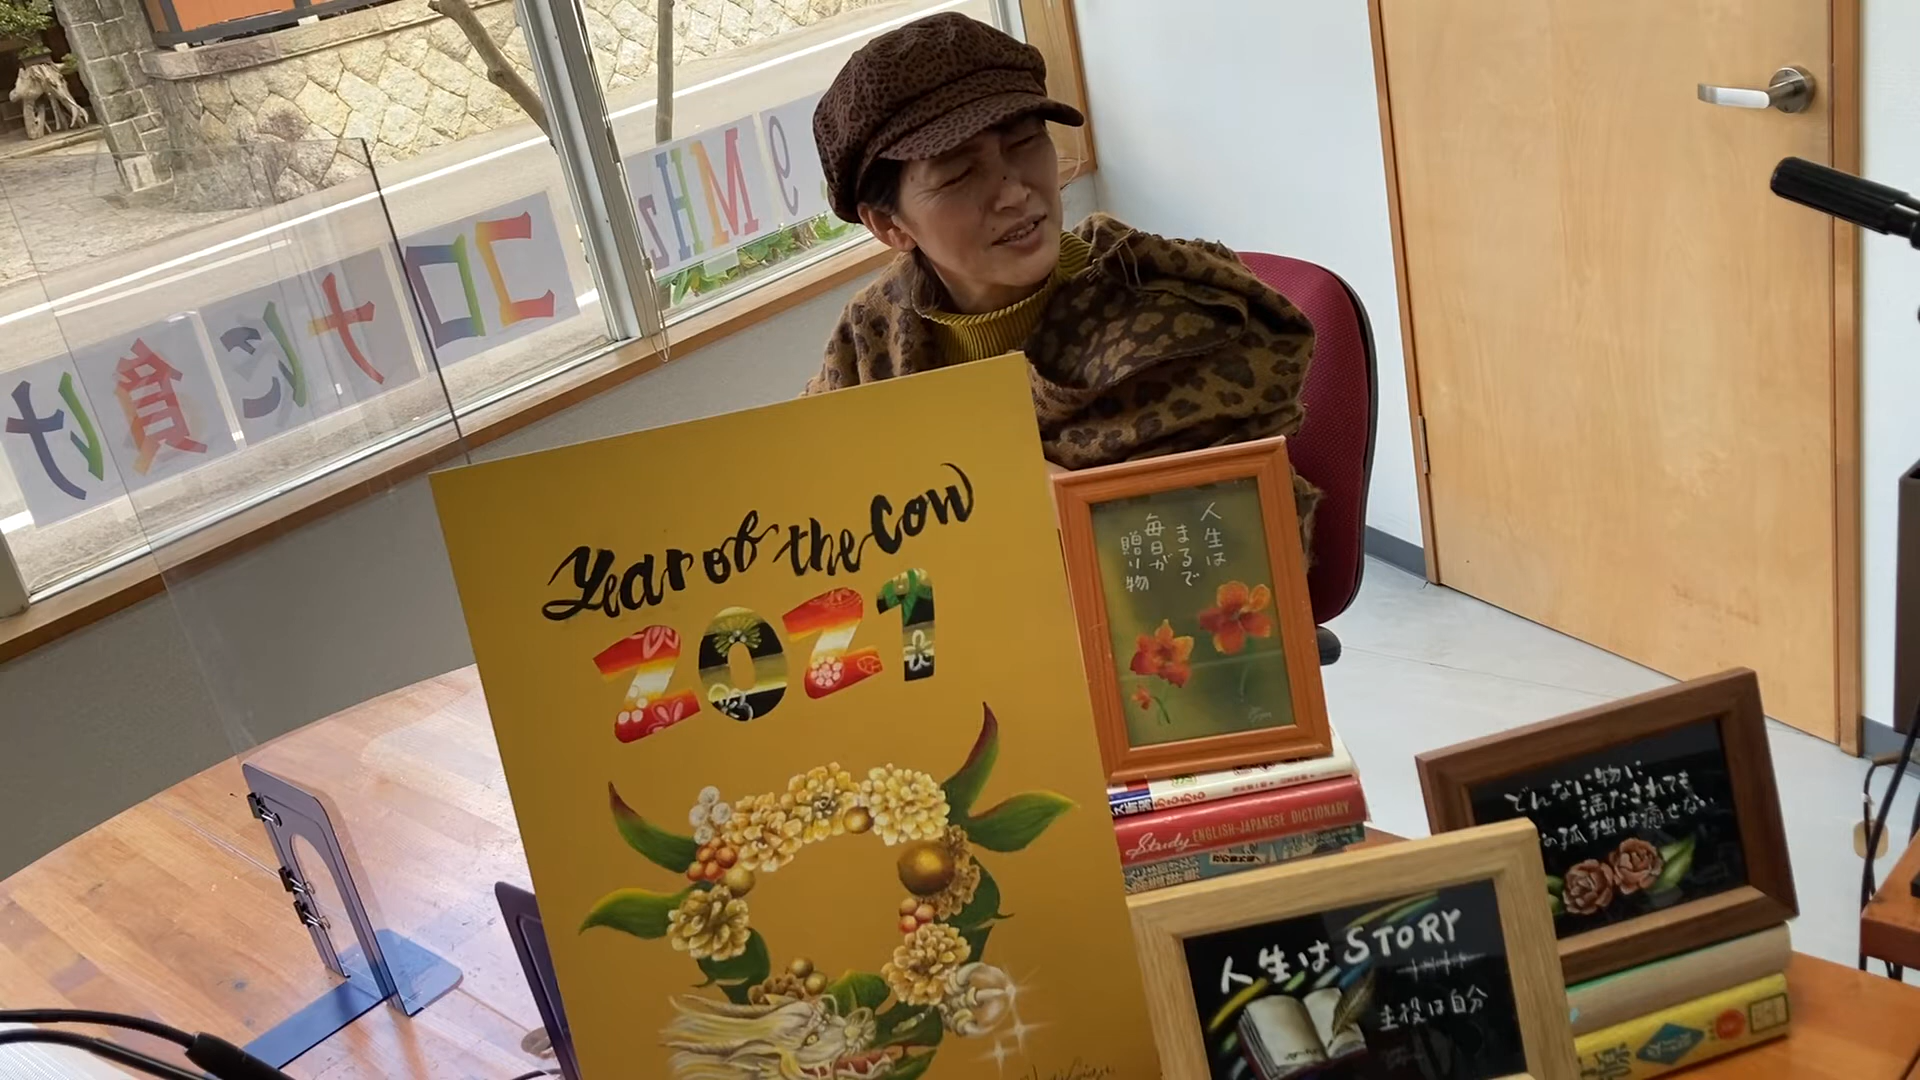 コロナに負け
9 MHz
Year of the Cow
2021
人生は
まるで
毎日が
贈り物
Study ENGLISH-JAPANESE DICTIONARY
どんなに物に
満たされても
の孤独は癒せない
人生はSTORY
主役は自分